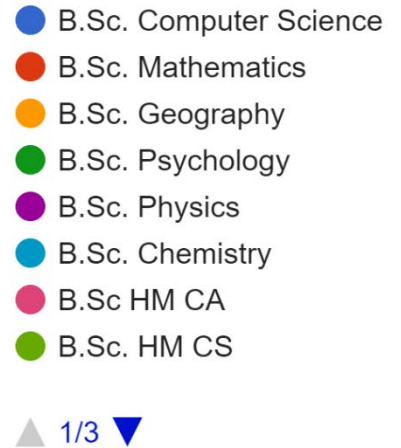 B.Sc. Computer Science
B.Sc. Mathematics
B.Sc. Geography
B.Sc. Psychology
B.Sc. Physics
B.Sc. Chemistry
B.Sc HM CA
B.Sc. HM CS
1/3